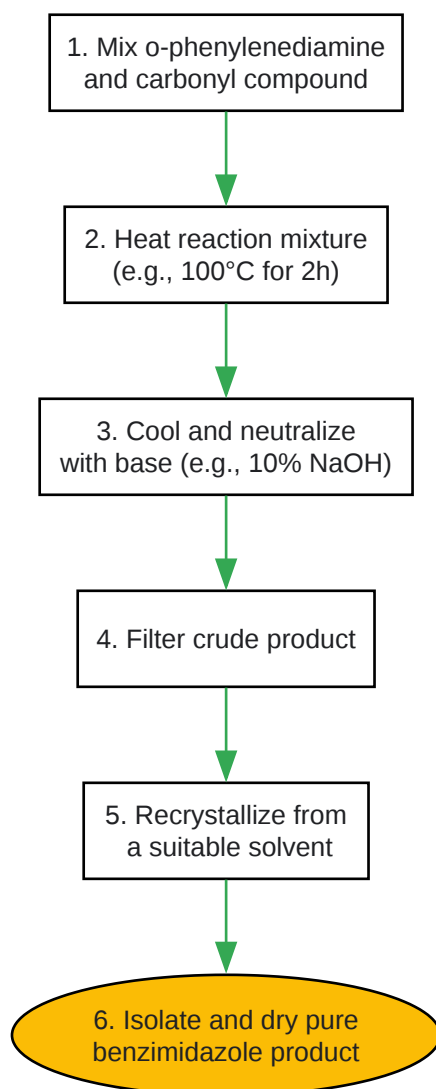 1. Mix o-phenylenediamine
and carbonyl compound
2. Heat reaction mixture
(e.g., 100°C for 2h)
3. Cool and neutralize
with base (e.g., 10% NaOH)
4. Filter crude product
5. Recrystallize from
a suitable solvent
6. Isolate and dry pure
benzimidazole product